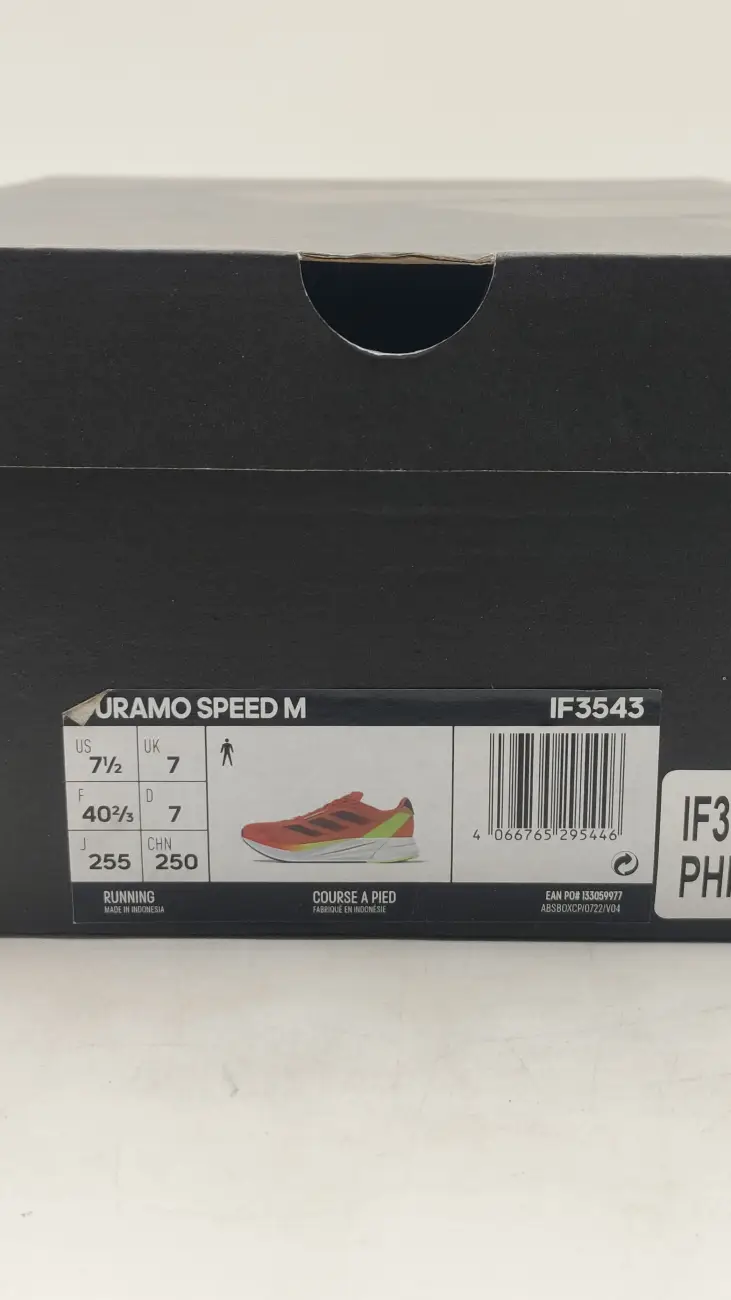 URAMO SPEED M IF3543
US 7½ UK 7
F 40⅔ D 7
J 255 CHN 250
4 066765 295446
RUNNING
MADE IN INDONESIA
COURSE A PIED
FABRIQUÉ EN INDONÉSIE
EAN PO# 133059977
ABSBOXCP/0722/V04
IF3
PH